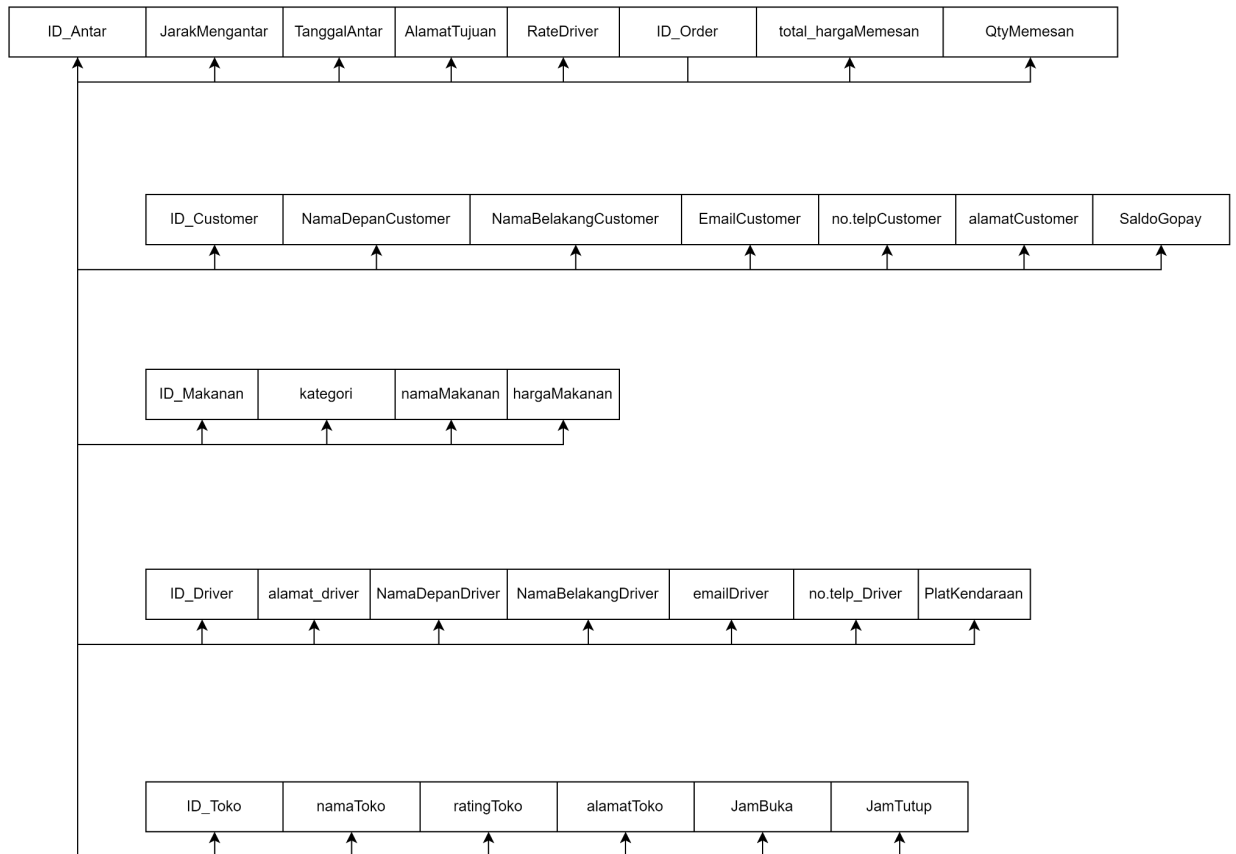 ID_Antar JarakMengantar TanggalAntar AlamatTujuan RateDriver ID_Order total_hargaMemesan QtyMemesan
ID_Customer NamaDepanCustomer NamaBelakangCustomer EmailCustomer no.telpCustomer alamatCustomer SaldoGopay
ID_Makanan kategori namaMakanan hargaMakanan
ID_Driver alamat_driver NamaDepanDriver NamaBelakangDriver emailDriver no.telp_Driver PlatKendaraan
ID_Toko namaToko ratingToko alamatToko JamBuka JamTutup